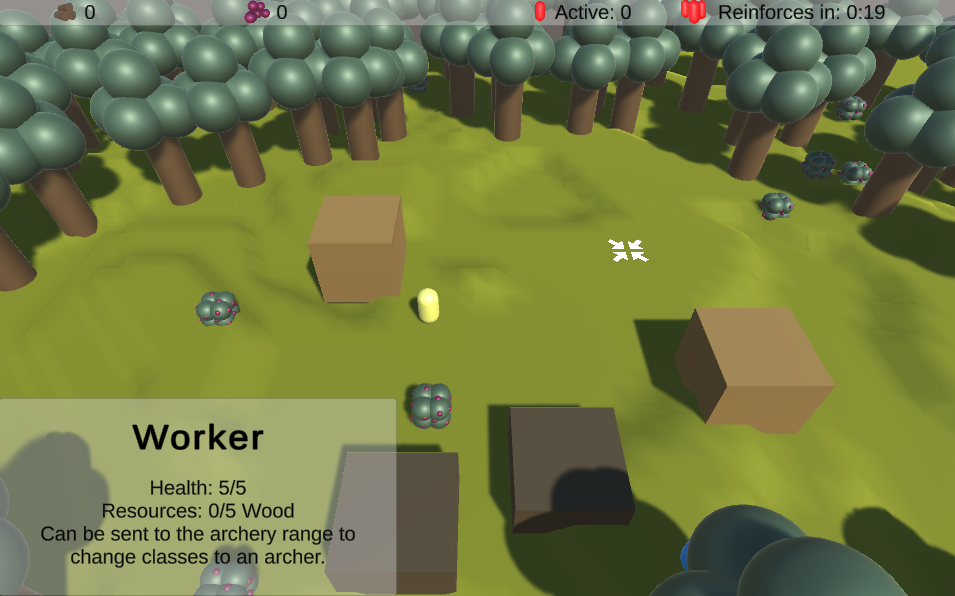 0 0 Active: 0 Reinforces in: 0:19
Worker
Health: 5/5
Resources: 0/5 Wood
Can be sent to the archery range to
change classes to an archer.